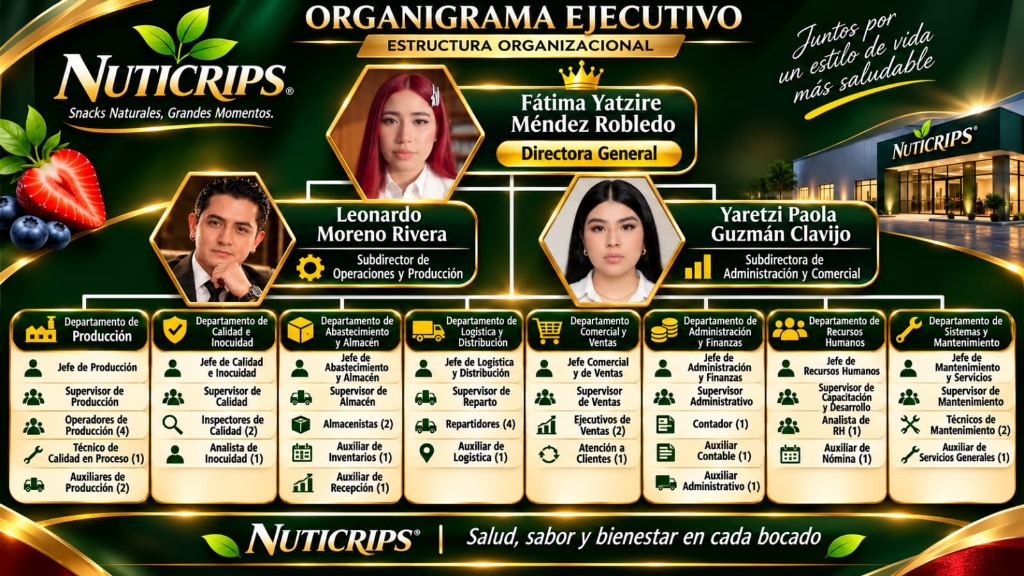 ORGANIGRAMA EJECUTIVO
ESTRUCTURA ORGANIZACIONAL
NUTICRIPS®
Snacks Naturales, Grandes Momentos.
Juntos por
un estilo de vida
más saludable
NUTICRIPS
Fátima Yatzire
Méndez Robledo
Directora General
Leonardo
Moreno Rivera
Subdirector de
Operaciones y Producción
Yaretzi Paola
Guzmán Clavijo
Subdirectora de
Administración y Comercial
Departamento de
Producción
Jefe de Producción
Supervisor de
Producción
Operadores de
Producción (4)
Técnico de
Calidad en Proceso (1)
Auxiliares de
Producción (2)
Departamento de
Calidad e
Inocuidad
Jefe de Calidad
e Inocuidad
Supervisor de
Calidad
Inspectores de
Calidad (2)
Analista de
Inocuidad (1)
Departamento de
Abastecimiento
y Almacén
Jefe de
Abastecimiento
y Almacén
Supervisor de
Almacén
Almacenistas (2)
Auxiliar de
Inventarios (1)
Auxiliar de
Recepción (1)
Departamento de
Logística y
Distribución
Jefe de Logistica
y Distribución
Supervisor de
Reparto
Repartidores (4)
Auxiliar de
Logistica (1)
Departamento
Comercial y
Ventas
Jefe Comercial
y de Ventas
Supervisor
de Ventas
Ejecutivos de
Ventas (2)
Atención a
Clientes (1)
Departamento de
Administración
y Finanzas
Jefe de
Administración
y Finanzas
Supervisor
Administrativo
Contador (1)
Auxiliar
Contable (1)
Auxiliar
Administrativo (1)
Departamento de
Recursos
Humanos
Jefe de
Recursos Humanos
Supervisor de
Capacitación
y Desarrollo
Analista de
RH (1)
Auxiliar de
Nómina (1)
Departamento de
Sistemas y
Mantenimiento
Jefe de
Mantenimiento
y Servicios
Supervisor de
Mantenimiento
Técnicos de
Mantenimiento (2)
Auxiliar de
Servicios Generales (1)
NUTICRIPS® | Salud, sabor y bienestar en cada bocado